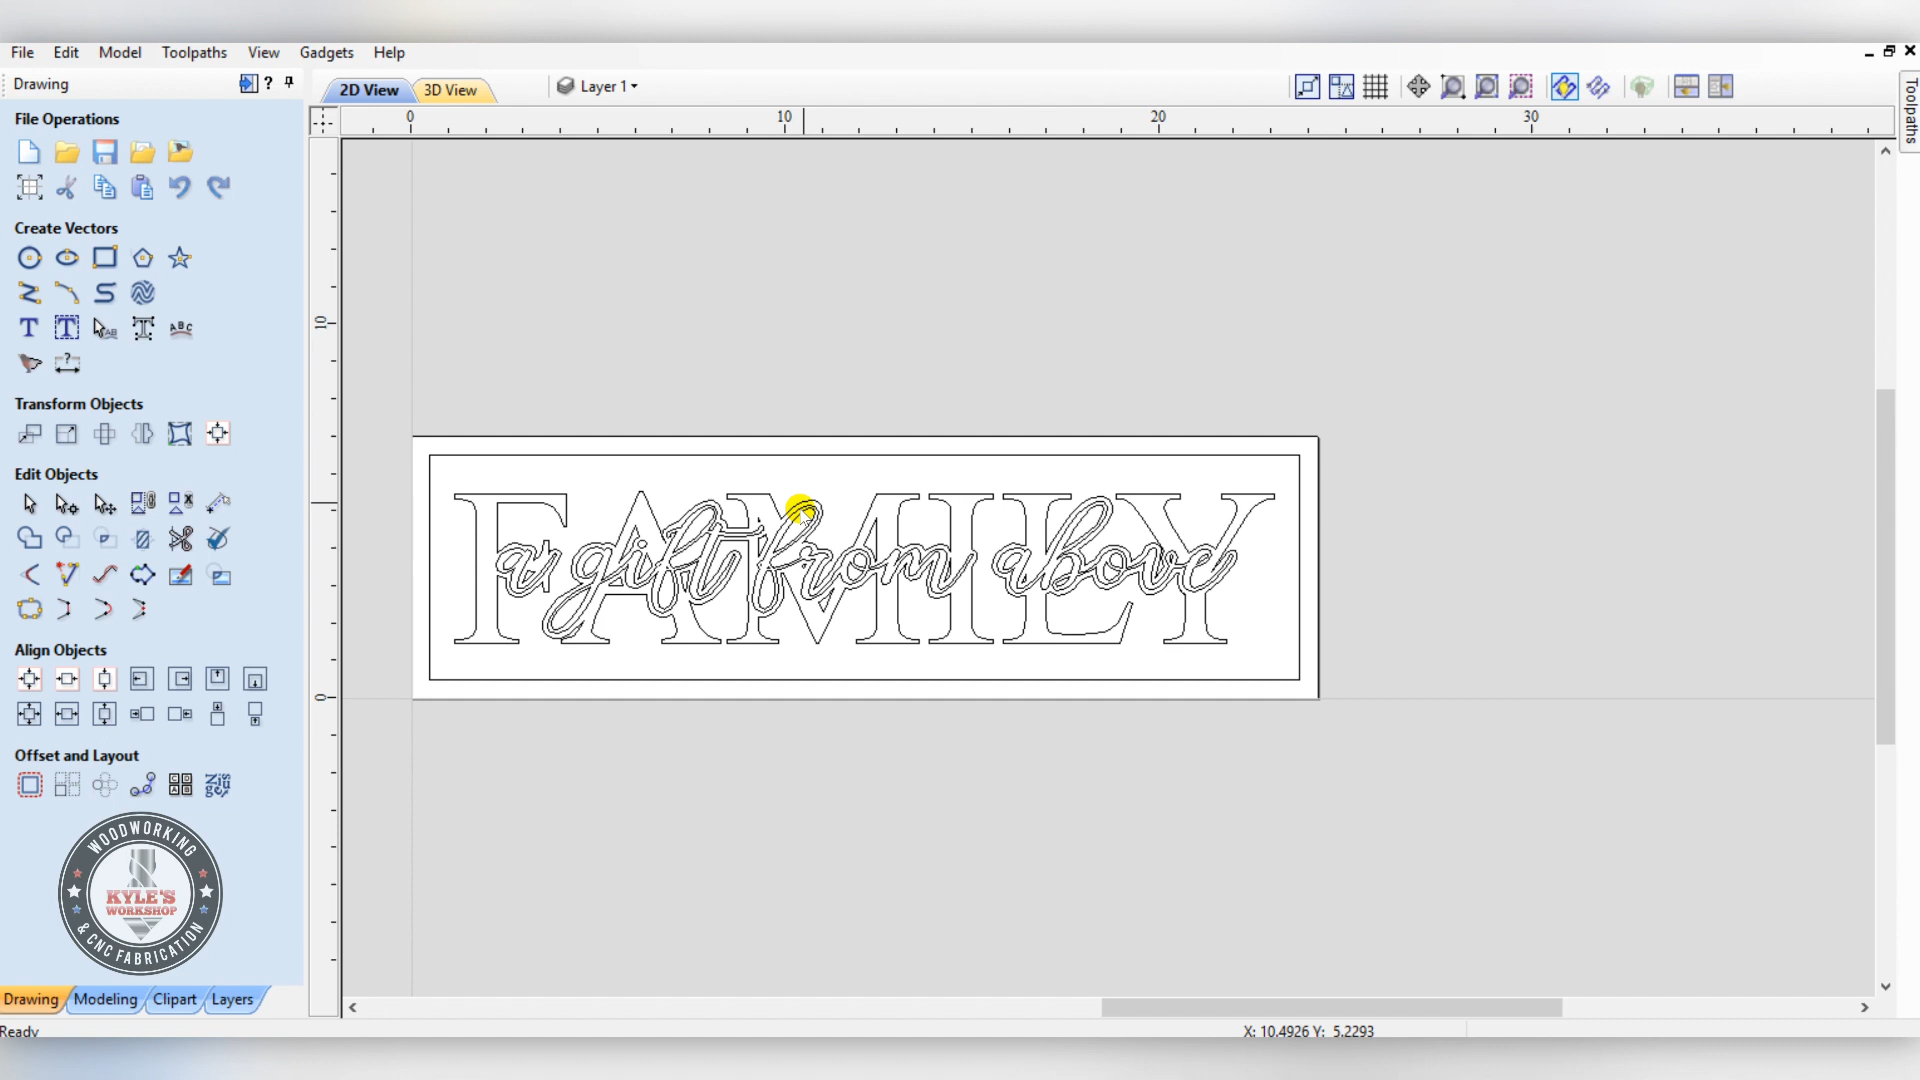 File Edit Model Toolpaths View Gadgets Help
Drawing ?
2D View 3D View Layer 1
Toolpaths
0 10 20 30
10
0
File Operations
Create Vectors
T T AB T ABC
?
Transform Objects
Edit Objects
Align Objects
Offset and Layout
FAMILY
a gift from above
WOODWORKING
KYLE'S
WORKSHOP
& CNC FABRICATION
Drawing Modeling Clipart Layers
Ready
X: 10.4926 Y: 5.2293